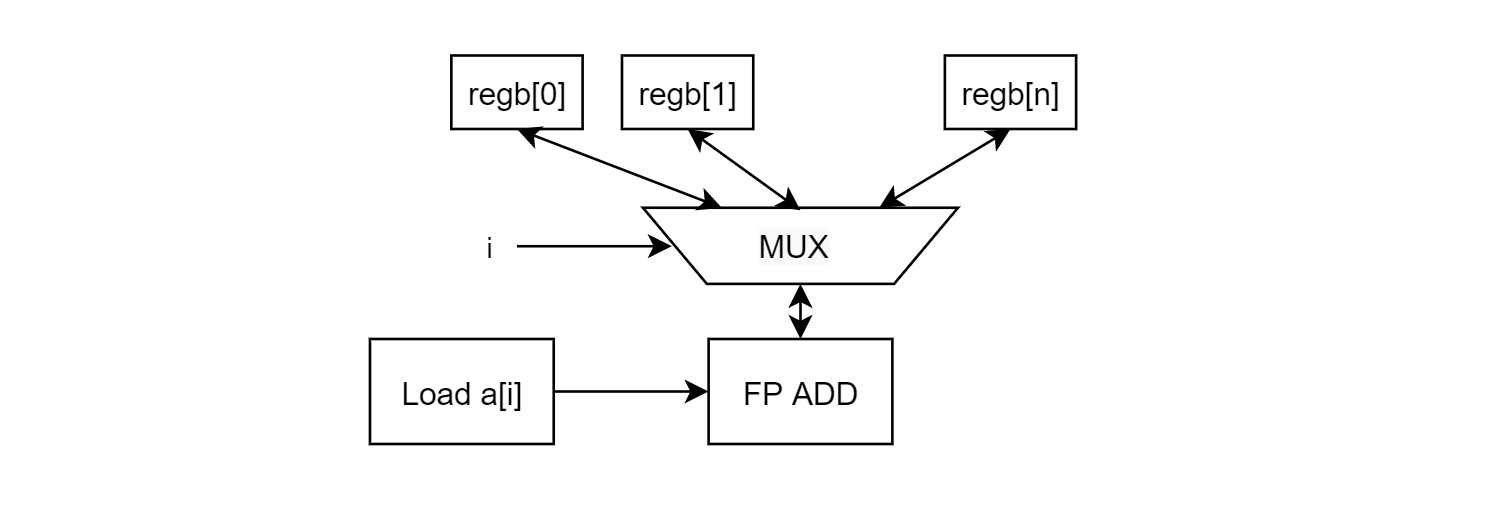 regb[0]
regb[1]
regb[n]
i
MUX
Load a[i]
FP ADD